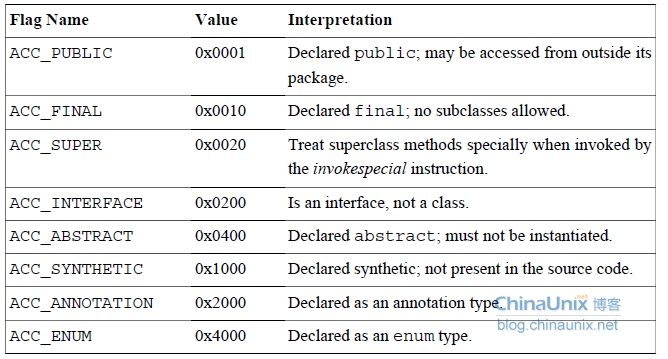 Flag Name Value Interpretation
ACC_PUBLIC 0x0001 Declared public; may be accessed from outside its
package.
ACC_FINAL 0x0010 Declared final; no subclasses allowed.
ACC_SUPER 0x0020 Treat superclass methods specially when invoked by
the invokespecial instruction.
ACC_INTERFACE 0x0200 Is an interface, not a class.
ACC_ABSTRACT 0x0400 Declared abstract; must not be instantiated.
ACC_SYNTHETIC 0x1000 Declared synthetic; not present in the source code.
ACC_ANNOTATION 0x2000 Declared as an annotation type.
ChinaUnix.net 博客
ACC_ENUM 0x4000 Declared as an enum type.
blog.chinaunix.net